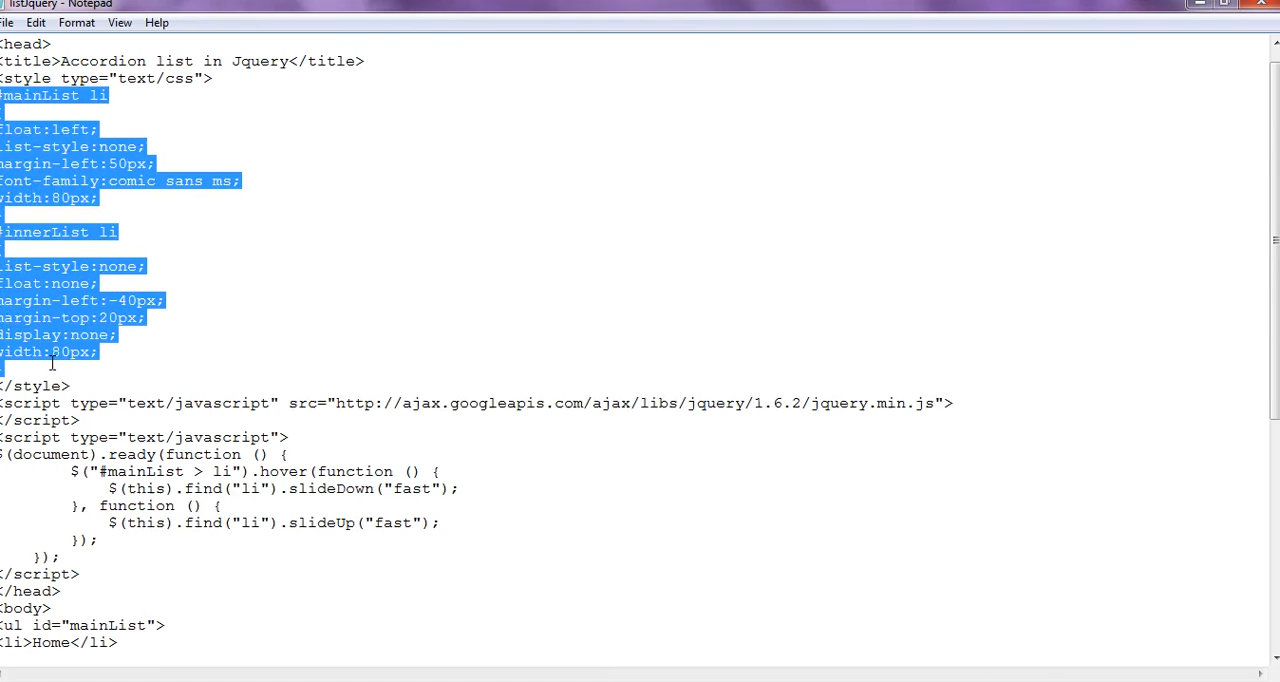 listJquery - Notepad
File Edit Format View Help
<head>
<title>Accordion list in Jquery</title>
<style type="text/css">
#mainList li
{
float:left;
list-style:none;
margin-left:50px;
font-family:comic sans ms;
width:80px;
}
#innerList li
{
list-style:none;
float:none;
margin-left:-40px;
margin-top:20px;
display:none;
width:80px;
}
</style>
<script type="text/javascript" src="http://ajax.googleapis.com/ajax/libs/jquery/1.6.2/jquery.min.js">
</script>
<script type="text/javascript">
$(document).ready(function () {
$("#mainList > li").hover(function () {
$(this).find("li").slideDown("fast");
}, function () {
$(this).find("li").slideUp("fast");
});
});
</script>
</head>
<body>
<ul id="mainList">
<li>Home</li>